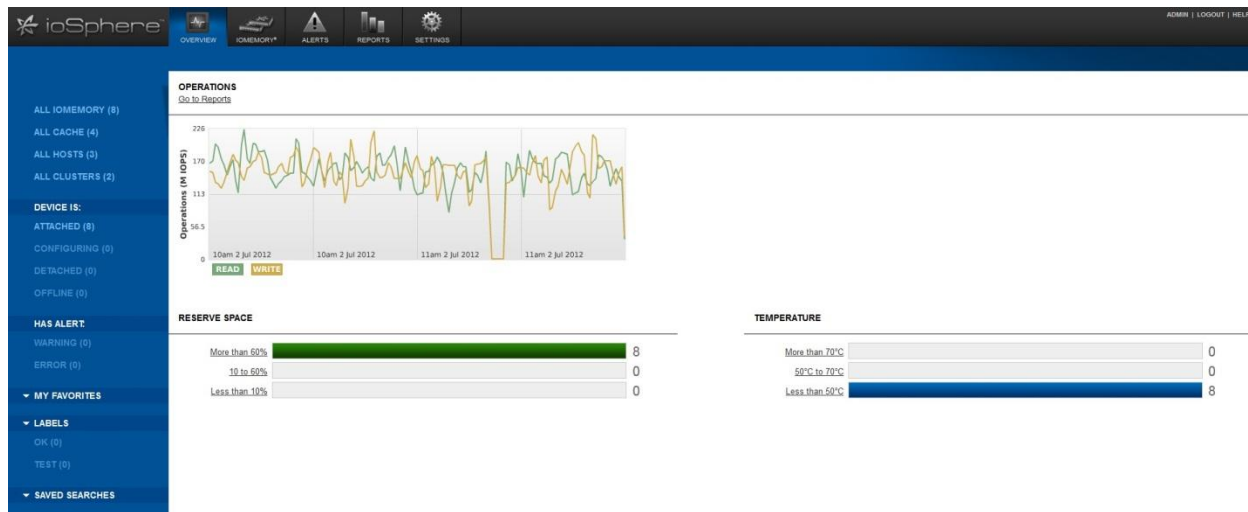 ioSphere™
OVERVIEW
IOMEMORY®
ALERTS
REPORTS
SETTINGS
ADMIN | LOGOUT | HELP
ALL IOMEMORY (8)
ALL CACHE (4)
ALL HOSTS (3)
ALL CLUSTERS (2)
DEVICE IS:
ATTACHED (8)
CONFIGURING (0)
DETACHED (0)
OFFLINE (0)
HAS ALERT:
WARNING (0)
ERROR (0)
MY FAVORITES
LABELS
OK (0)
TEST (0)
SAVED SEARCHES
OPERATIONS
Go to Reports
Operations (M IOPS)
226
170
113
56.5
0
10am 2 Jul 2012
10am 2 Jul 2012
11am 2 Jul 2012
11am 2 Jul 2012
READ
WRITE
RESERVE SPACE
More than 60% 8
10 to 60% 0
Less than 10% 0
TEMPERATURE
More than 70°C 0
50°C to 70°C 0
Less than 50°C 8